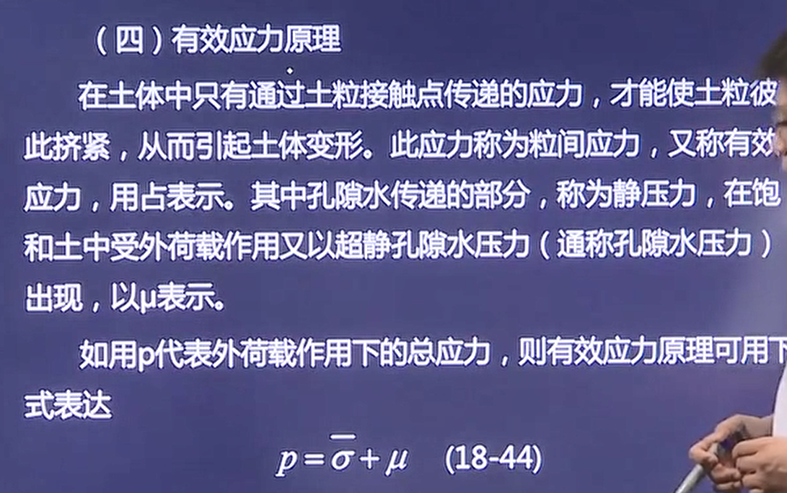 （四）有效应力原理
在土体中只有通过土粒接触点传递的应力，才能使土粒彼
此挤紧，从而引起土体变形。此应力称为粒间应力，又称有效
应力，用占表示。其中孔隙水传递的部分，称为静压力，在饱
和土中受外荷载作用又以超静孔隙水压力（通称孔隙水压力）
出现，以μ表示。
如用p代表外荷载作用下的总应力，则有效应力原理可用下
式表达
p = σ̅ + μ (18-44)